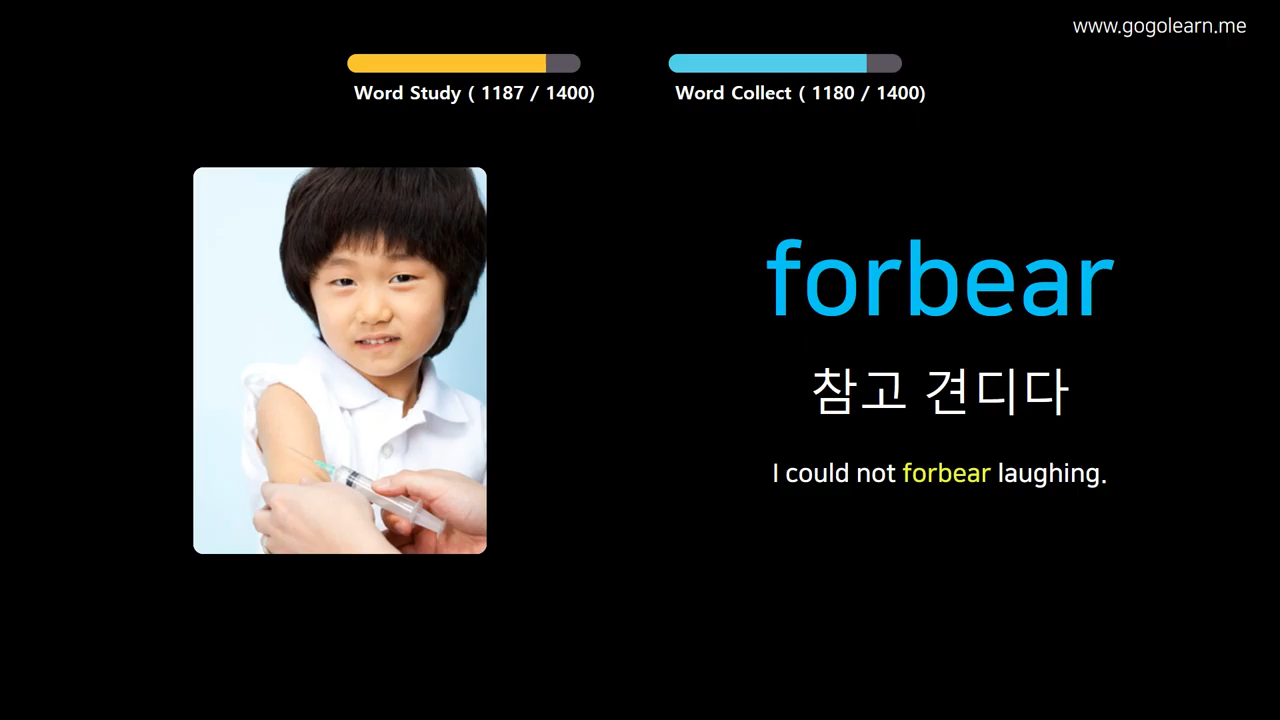 www.gogolearn.me
Word Study ( 1187 / 1400)
Word Collect ( 1180 / 1400)
forbear
참고 견디다
I could not forbear laughing.